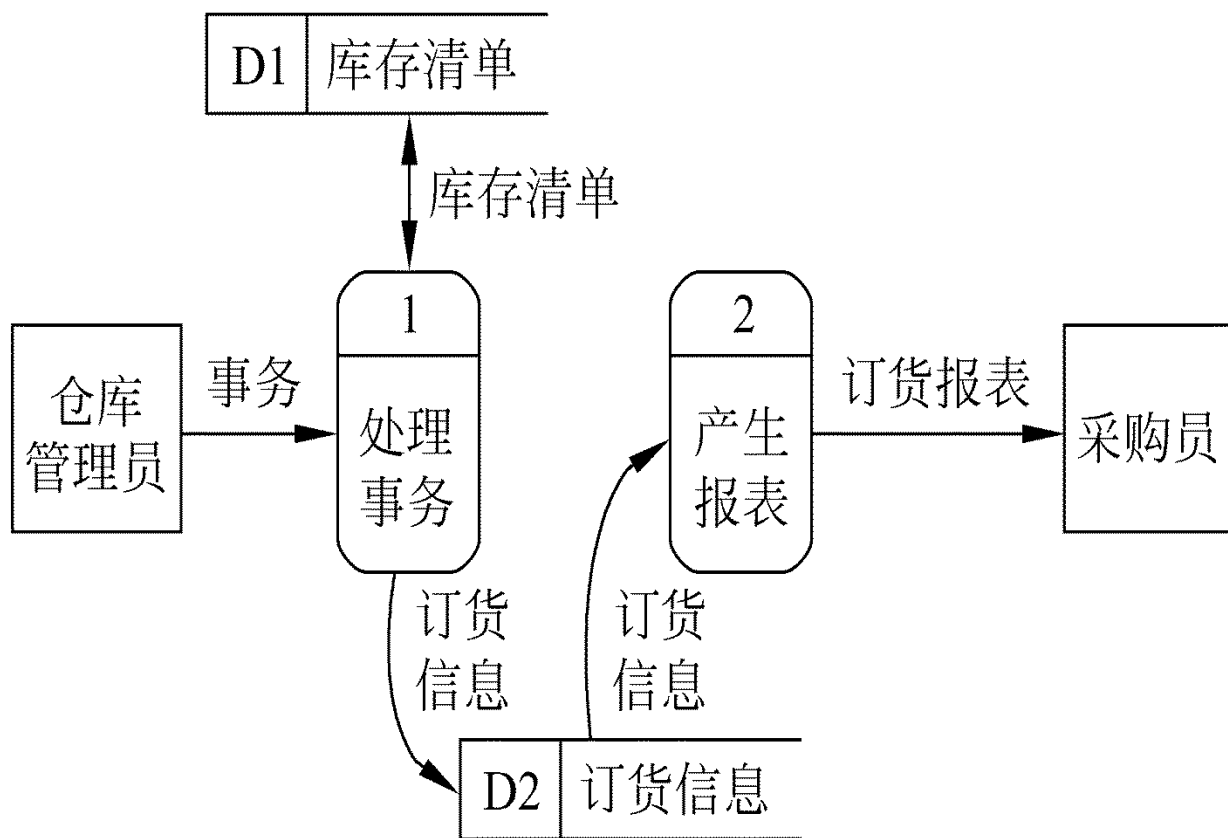 D1 库存清单
库存清单
1
2
仓库
管理员
事务
处理
事务
产生
报表
订货报表
采购员
订货
信息
订货
信息
D2 订货信息